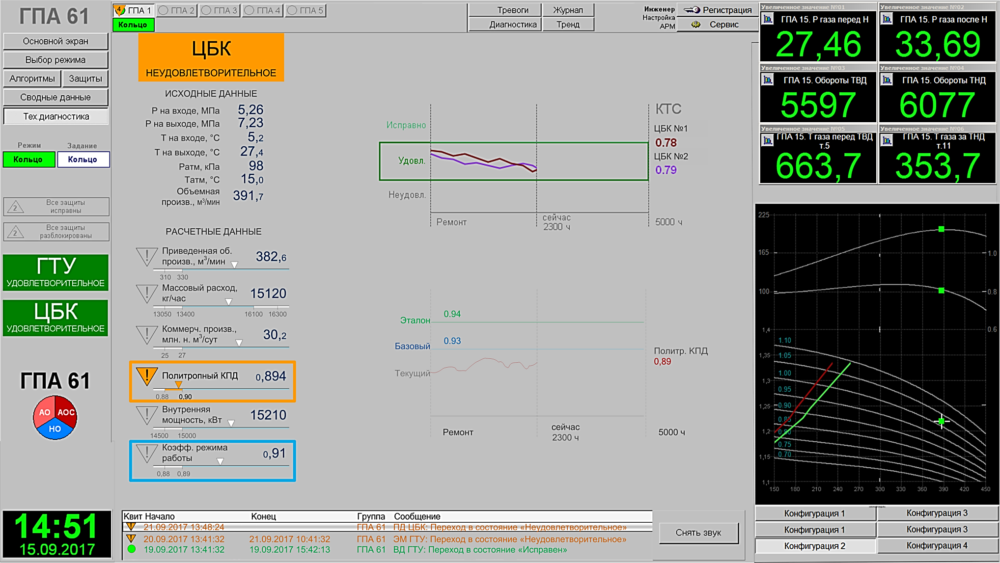 ГПА 61
Основной экран
Выбор режима
Алгоритмы Защиты
Сводные данные
Тех.диагностика
Режим Задание
Кольцо Кольцо
2 Все защиты
исправны
2 Все защиты
разблокированы
ГТУ
УДОВЛЕТВОРИТЕЛЬНОЕ
ЦБК
УДОВЛЕТВОРИТЕЛЬНОЕ
ГПА 61
АО АОС
НО
14:51
15.09.2017
4 ГПА 1 ГПА 2 ГПА 3 ГПА 4 ГПА 5
Кольцо
Тревоги Журнал
Диагностика Тренд
Инженер
Настройка
АРМ
Регистрация
Сервис
ЦБК
НЕУДОВЛЕТВОРИТЕЛЬНОЕ
ИСХОДНЫЕ ДАННЫЕ
Р на входе, МПа 5,26
Р на выходе, МПа 7,23
Т на входе, °С 5,2
Т на выходе, °С 27,4
Ратм, кПа 98
Татм, °С 15,0
Объемная
произв., м³/мин 391,7
РАСЧЕТНЫЕ ДАННЫЕ
! Приведенная об.
произв., м³/мин 382,6
310 330
! Массовый расход,
кг/час 15120
13050 13400 16100 16300
! Коммерч. произв.,
млн. н. м³/сут 30,2
25 27
! Политропный КПД 0,894
0,88 0,90
! Внутренняя
мощность, кВт 15210
14500 15000
! Коэфф. режима
работы 0,91
0,88 0,89
КТС
Исправно
Удовл.
Неудовл.
ЦБК №1
0.78
ЦБК №2
0.79
Ремонт
сейчас
2300 ч
5000 ч
Эталон 0.94
Базовый 0.93
Текущий
Политр. КПД
0,89
Ремонт
сейчас
2300 ч
5000 ч
Квит Начало Конец Группа Сообщение
21.09.2017 13:48:24 ГПА 61 ПД ЦБК: Переход в состояние «Неудовлетворительное»
20.09.2017 13:41:32 21.09.2017 10:41:32 ГПА 61 ЭМ ГТУ: Переход в состояние «Неудовлетворительное»
19.09.2017 13:41:32 19.09.2017 15:42:13 ГПА 61 ВД ГТУ: Переход в состояние «Исправен»
Снять звук
Увеличенное значение №01 Увеличенное значение №02
ГПА 15. Р газа перед Н ГПА 15. Р газа после Н
27,46 33,69
Увеличенное значение №03 Увеличенное значение №04
ГПА 15. Обороты ТВД ГПА 15. Обороты ТНД
5597 6077
Увеличенное значение №05 Увеличенное значение №06
ГПА 15. Т газа перед ТВД ГПА 15. Т газа за ТНД
т.5 т.11
663,7 353,7
225
165 1.0
100 0.8
1,4 0.6
1.10
1,35 1.05
1.00
1,3 0.95
1,25 0.90
1,2
0.75
1,15 0.70
1,1
150 180 210 240 270 300 330 360 390 420 450
Конфигурация 1 Конфигурация 3
Конфигурация 1 Конфигурация 3
Конфигурация 2 Конфигурация 4